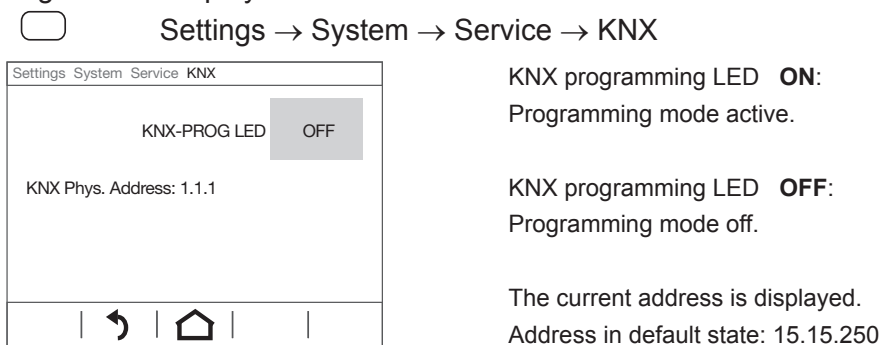 Settings → System → Service → KNX
Settings System Service KNX
KNX-PROG LED OFF
KNX Phys. Address: 1.1.1
KNX programming LED ON:
Programming mode active.
KNX programming LED OFF:
Programming mode off.
The current address is displayed.
Address in default state: 15.15.250